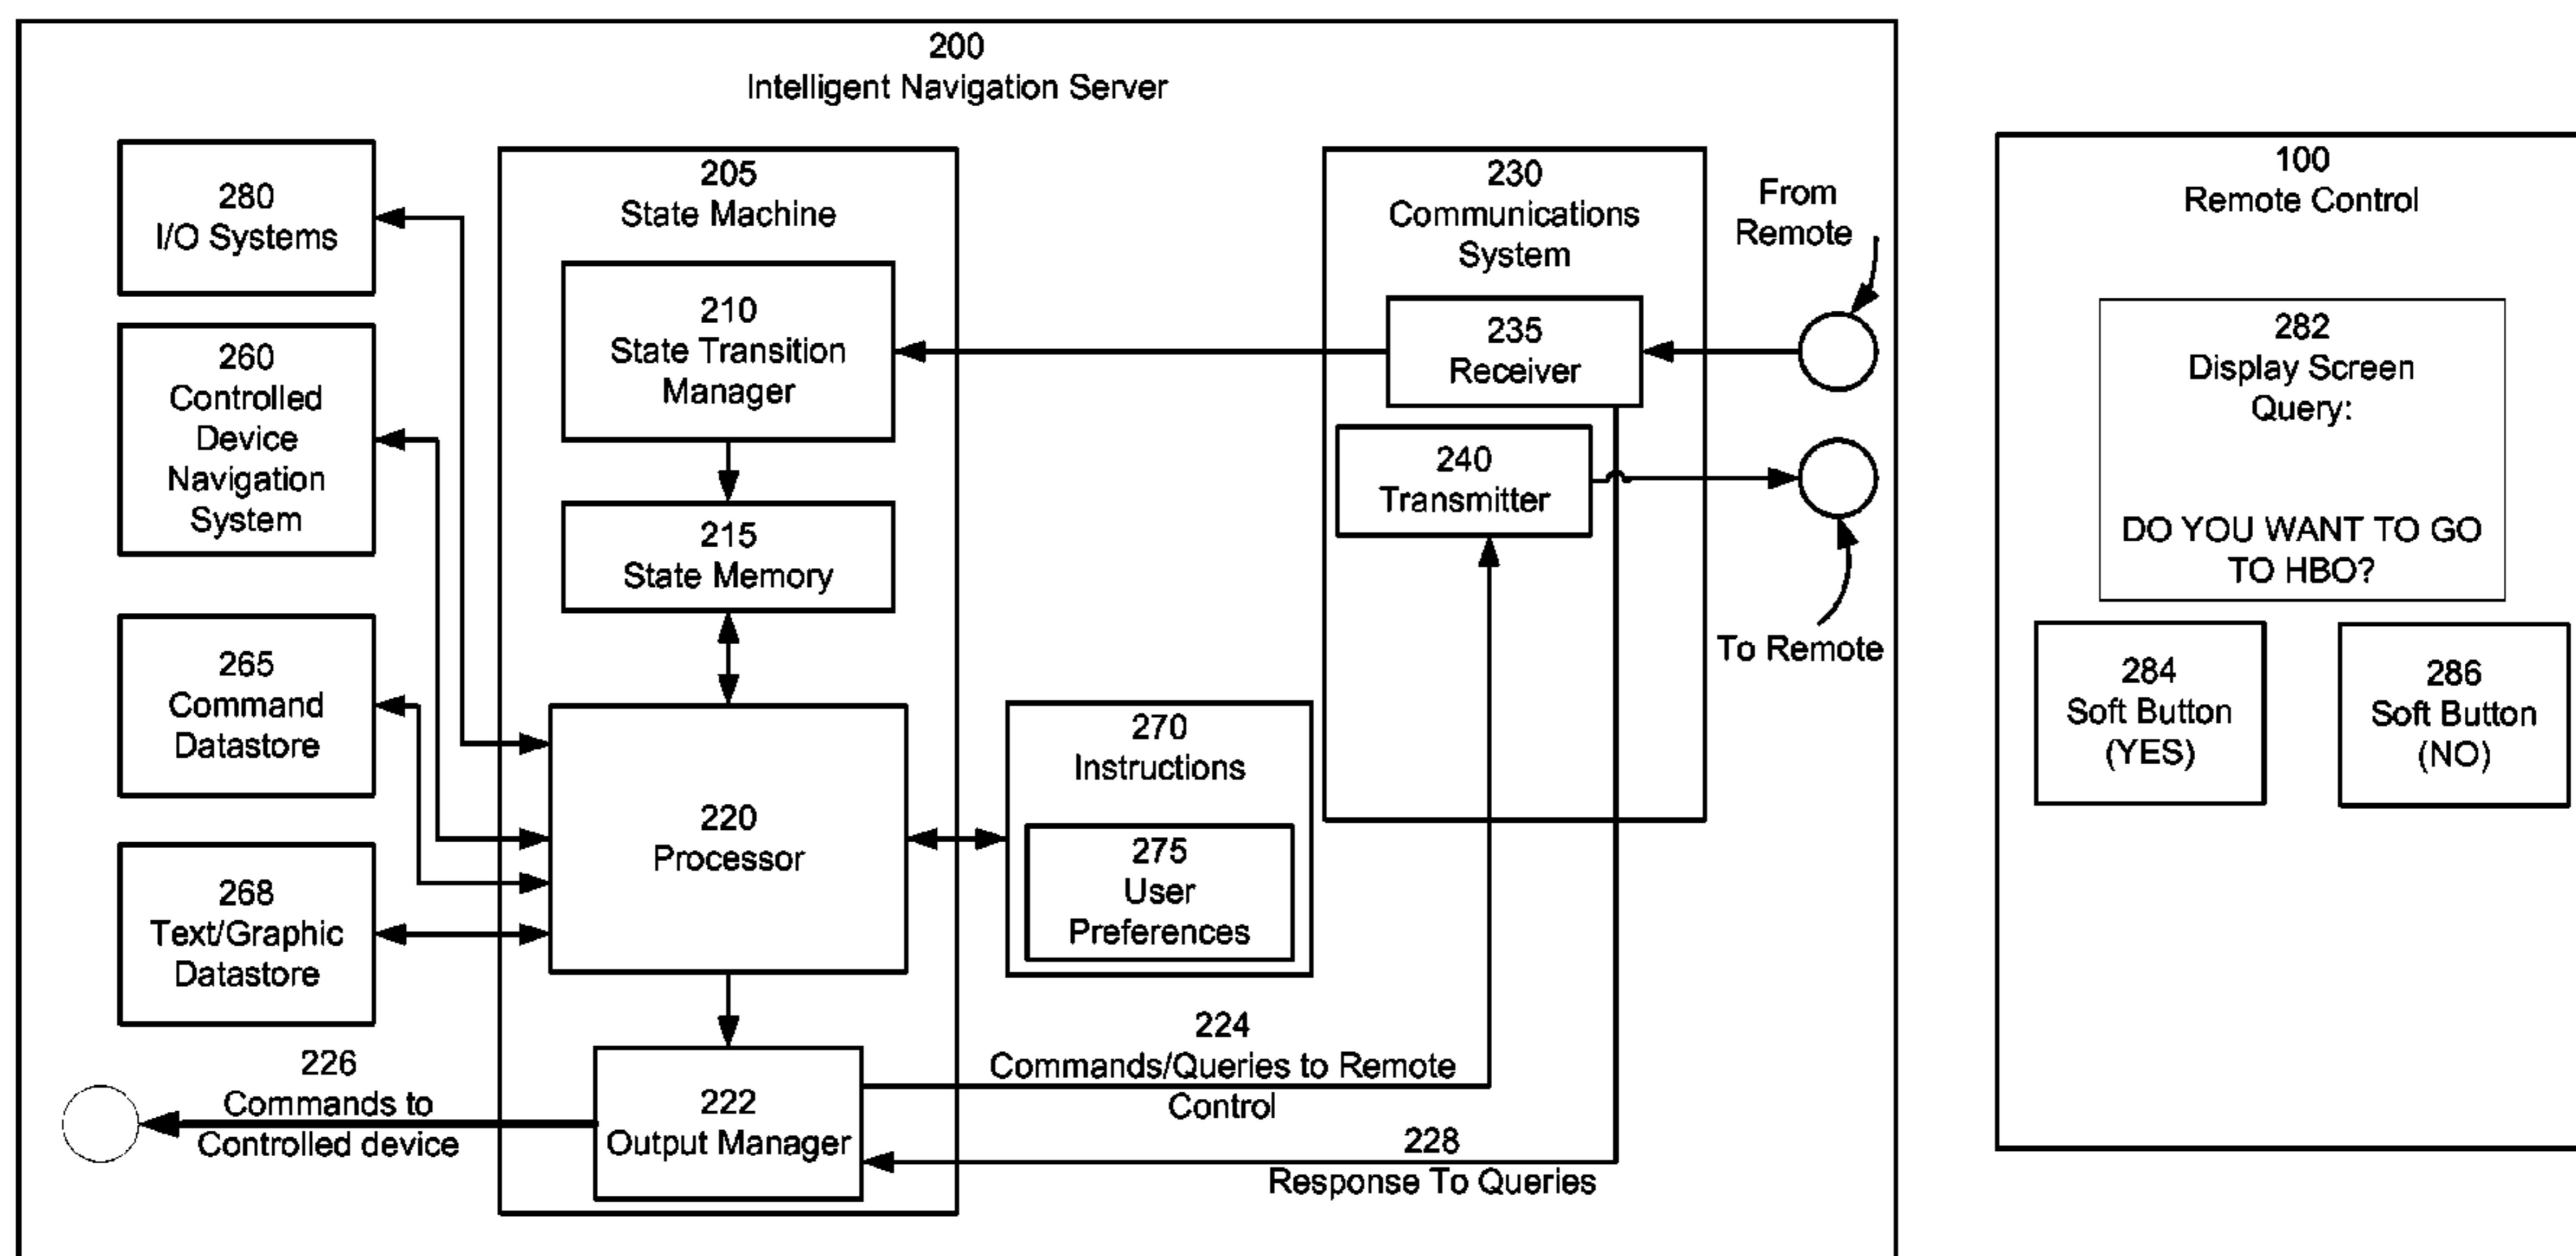 200
Intelligent Navigation Server
280
I/O Systems
260
Controlled
Device
Navigation
System
265
Command
Datastore
268
Text/Graphic
Datastore
226
Commands to
Controlled device
205
State Machine
210
State Transition
Manager
215
State Memory
220
Processor
222
Output Manager
270
Instructions
275
User
Preferences
224
Commands/Queries to Remote
Control
228
Response To Queries
230
Communications
System
235
Receiver
240
Transmitter
From
Remote
To Remote
100
Remote Control
282
Display Screen
Query:
DO YOU WANT TO GO
TO HBO?
284
Soft Button
(YES)
286
Soft Button
(NO)